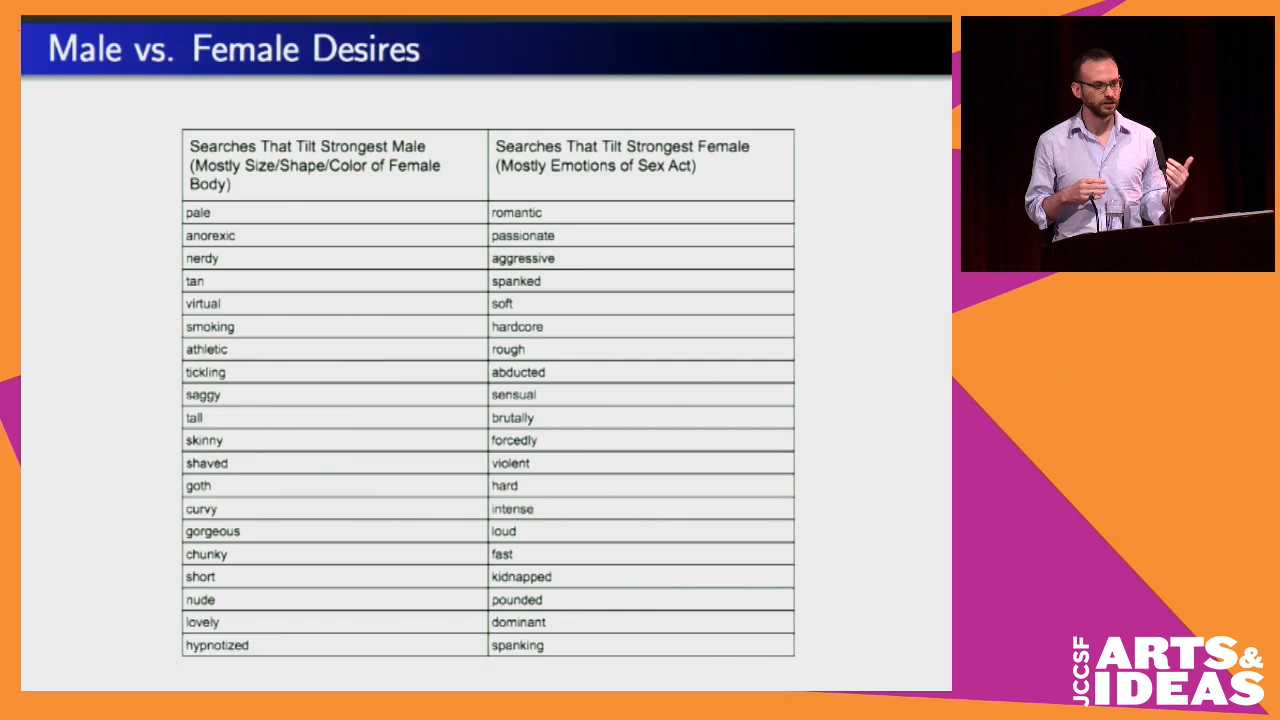 Male vs. Female Desires
Searches That Tilt Strongest Male
(Mostly Size/Shape/Color of Female
Body)
Searches That Tilt Strongest Female
(Mostly Emotions of Sex Act)
pale romantic
anorexic passionate
nerdy aggressive
tan spanked
virtual soft
smoking hardcore
athletic rough
tickling abducted
saggy sensual
tall brutally
skinny forcedly
shaved violent
goth hard
curvy intense
gorgeous loud
chunky fast
short kidnapped
nude pounded
lovely dominant
hypnotized spanking
JCCSF
ARTS&
IDEAS